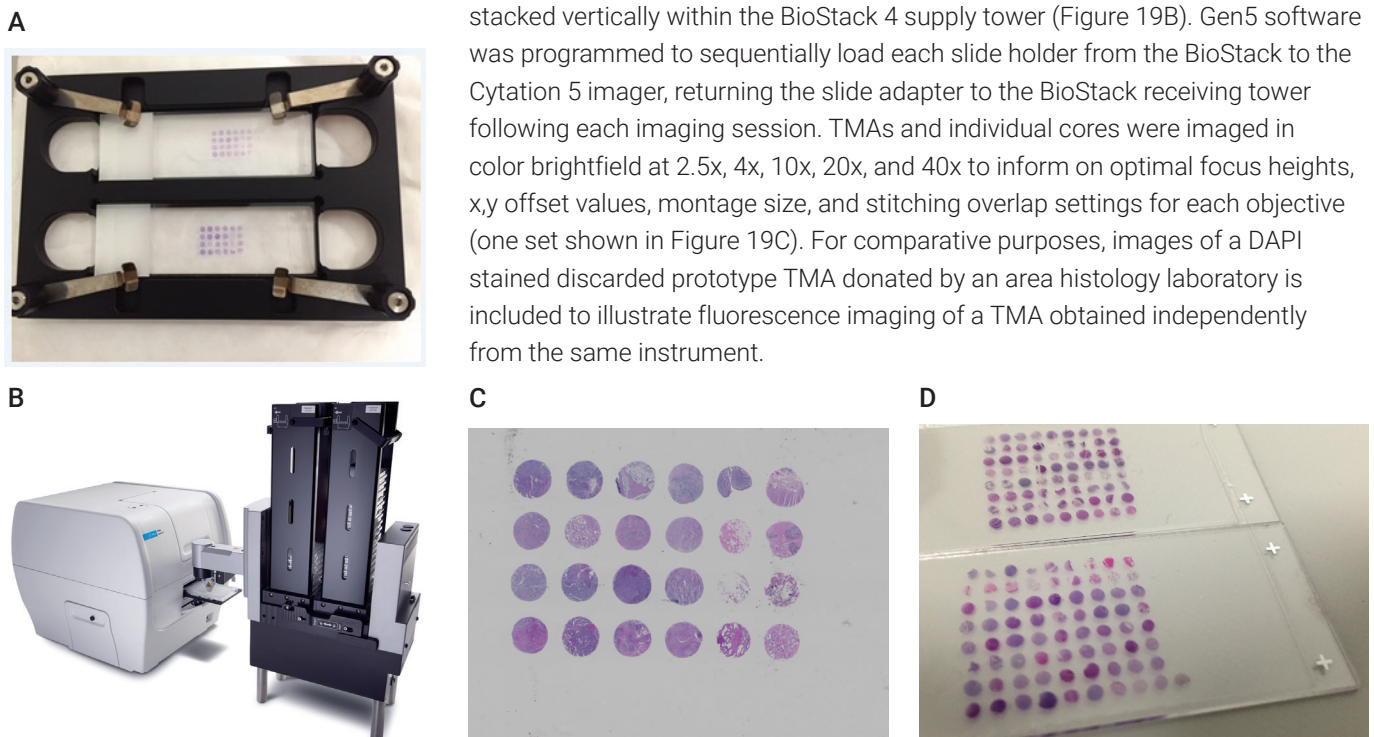 A
stacked vertically within the BioStack 4 supply tower (Figure 19B). Gen5 software
was programmed to sequentially load each slide holder from the BioStack to the
Cytation 5 imager, returning the slide adapter to the BioStack receiving tower
following each imaging session. TMAs and individual cores were imaged in
color brightfield at 2.5x, 4x, 10x, 20x, and 40x to inform on optimal focus heights,
x,y offset values, montage size, and stitching overlap settings for each objective
(one set shown in Figure 19C). For comparative purposes, images of a DAPI
stained discarded prototype TMA donated by an area histology laboratory is
included to illustrate fluorescence imaging of a TMA obtained independently
from the same instrument.
B
C
D